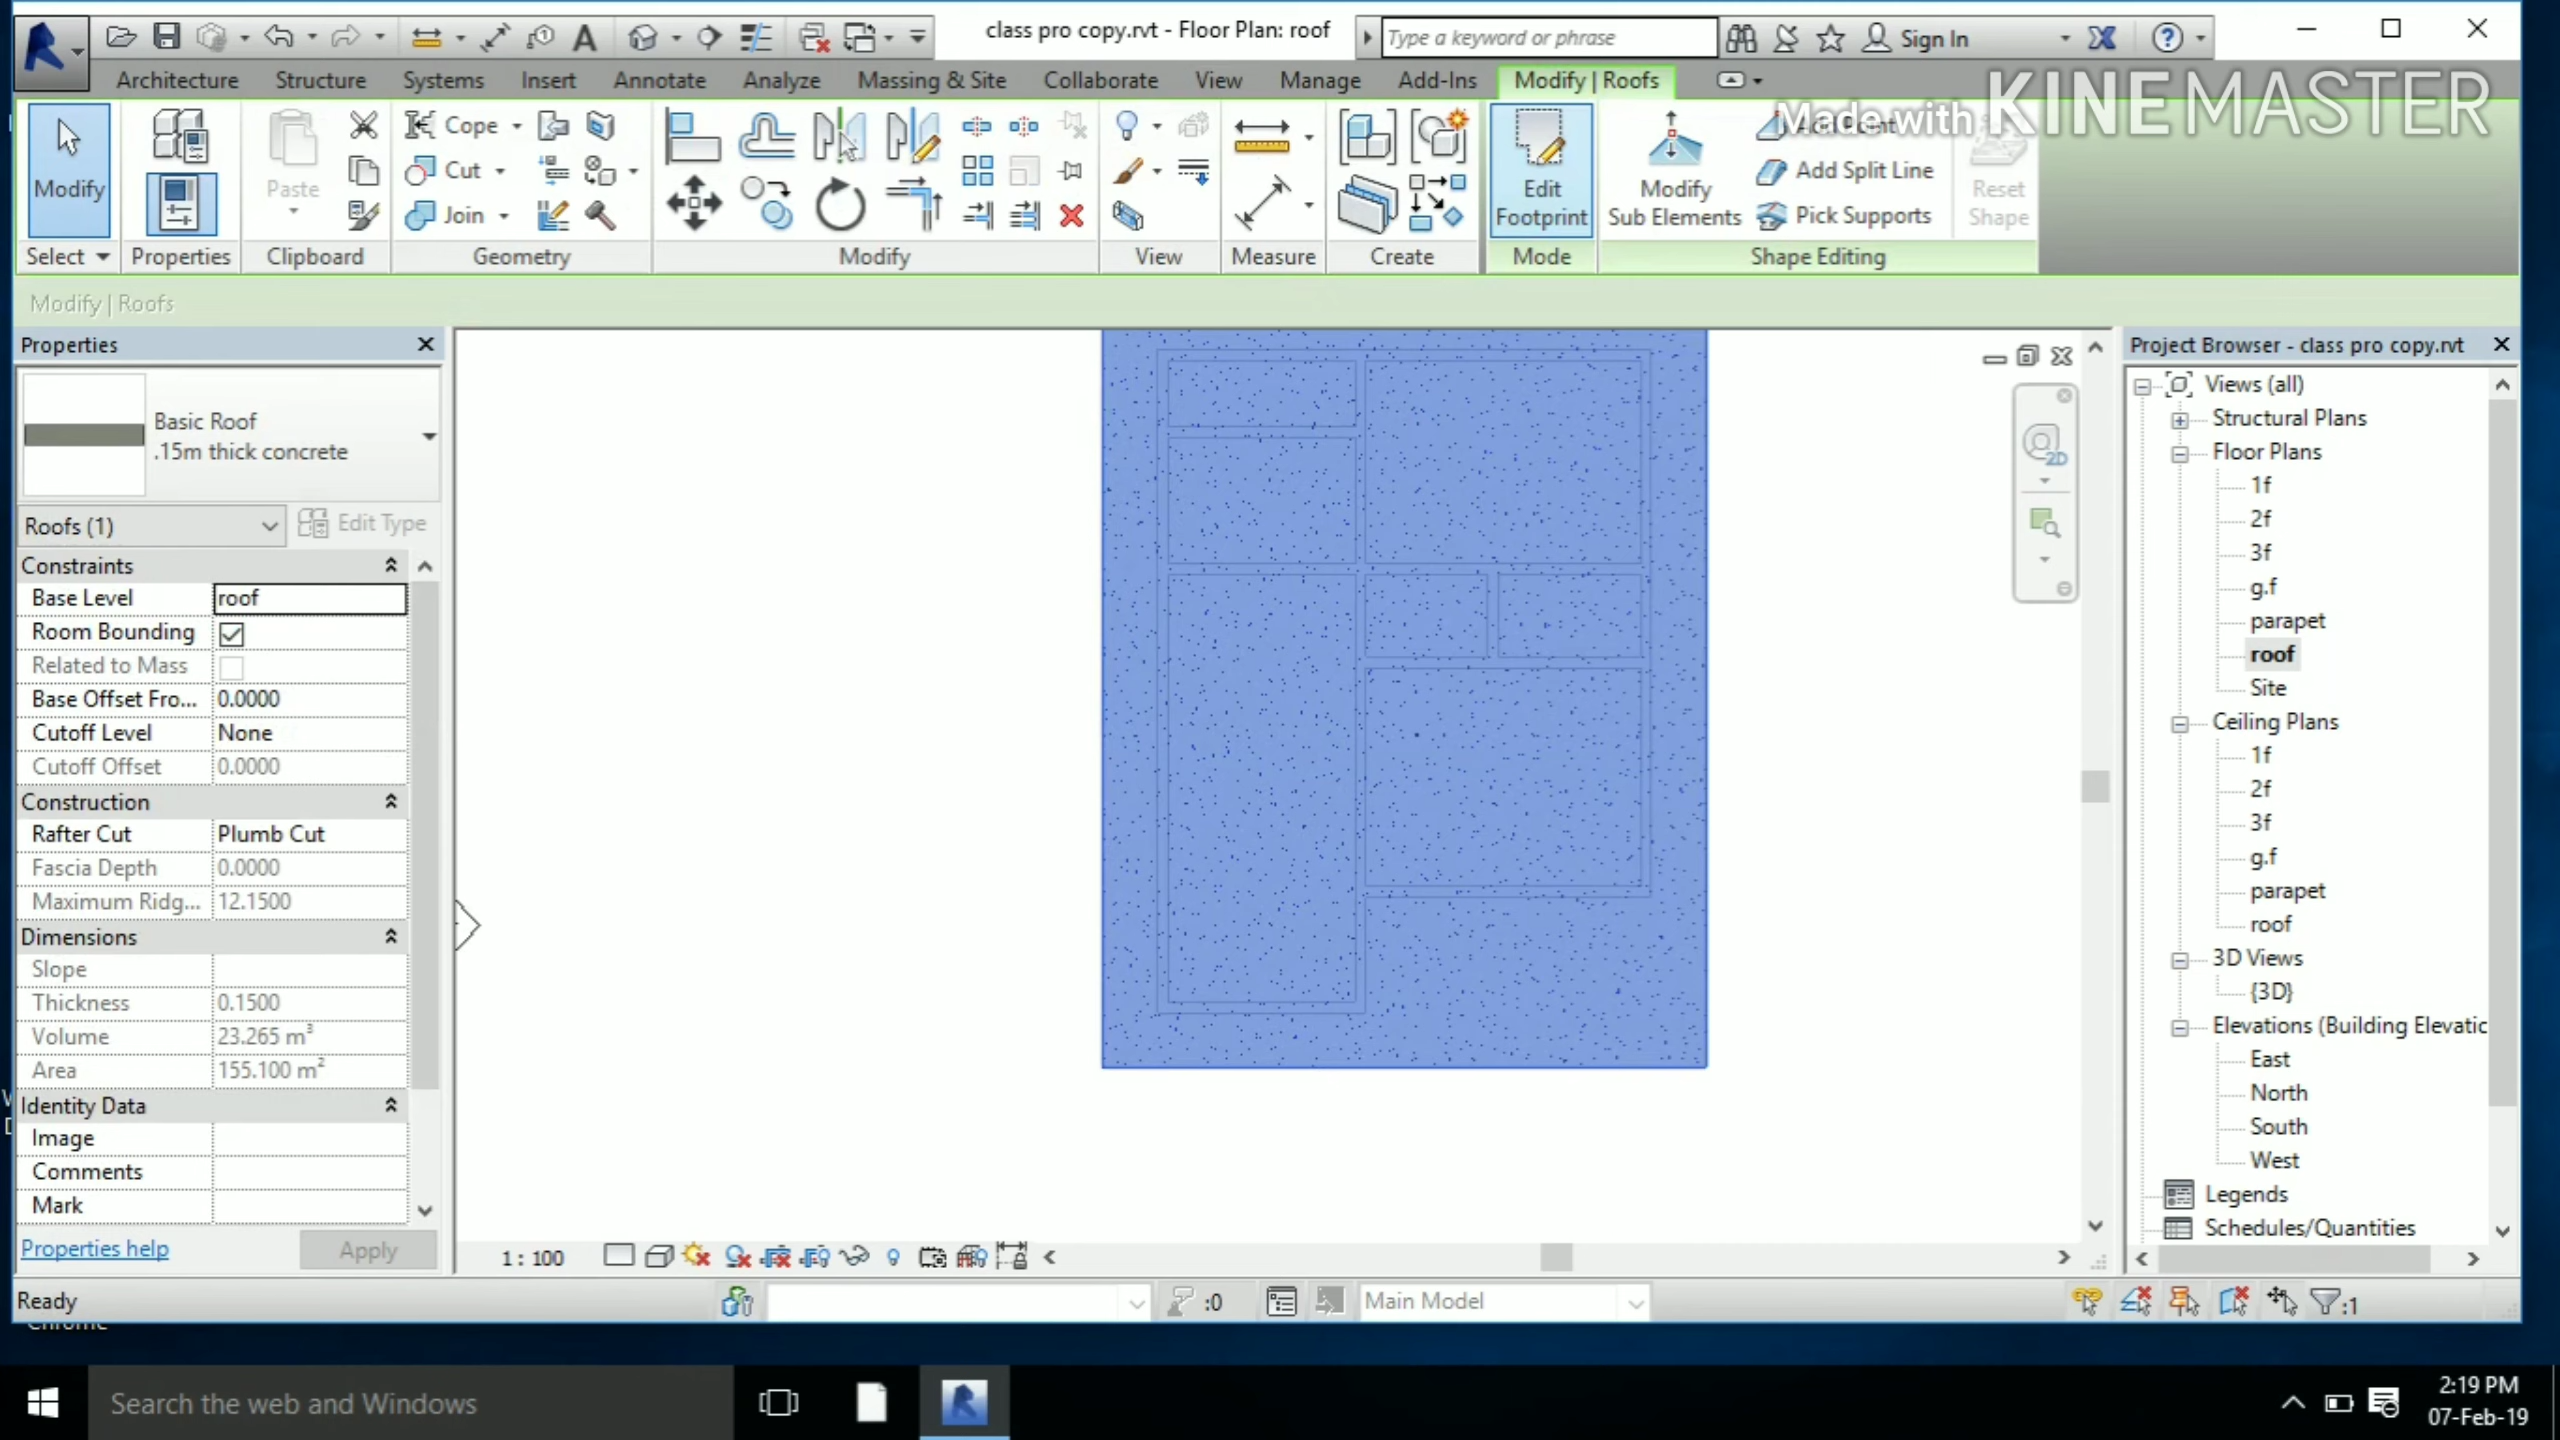 class pro copy.rvt - Floor Plan: roof
Type a keyword or phrase
Sign In
Architecture
Structure
Systems
Insert
Annotate
Analyze
Massing & Site
Collaborate
View
Manage
Add-Ins
Modify | Roofs
Made with KINEMASTER
Modify
Paste
Cope
Cut
Join
Edit
Footprint
Modify
Sub Elements
Add Point
Add Split Line
Pick Supports
Reset
Shape
Select
Properties
Clipboard
Geometry
Modify
View
Measure
Create
Mode
Shape Editing
Modify | Roofs
Properties
Basic Roof
.15m thick concrete
Roofs (1)
Edit Type
Constraints
Base Level roof
Room Bounding
Related to Mass
Base Offset Fro... 0.0000
Cutoff Level None
Cutoff Offset 0.0000
Construction
Rafter Cut Plumb Cut
Fascia Depth 0.0000
Maximum Ridg... 12.1500
Dimensions
Slope
Thickness 0.1500
Volume 23.265 m³
Area 155.100 m²
Identity Data
Image
Comments
Mark
Properties help
Apply
2D
1 : 100
Project Browser - class pro copy.rvt
Views (all)
Structural Plans
Floor Plans
1f
2f
3f
g.f
parapet
roof
Site
Ceiling Plans
1f
2f
3f
g.f
parapet
roof
3D Views
{3D}
Elevations (Building Elevatic
East
North
South
West
Legends
Schedules/Quantities
Ready
:0
Main Model
:1
Chrome
Search the web and Windows
2:19 PM
07-Feb-19